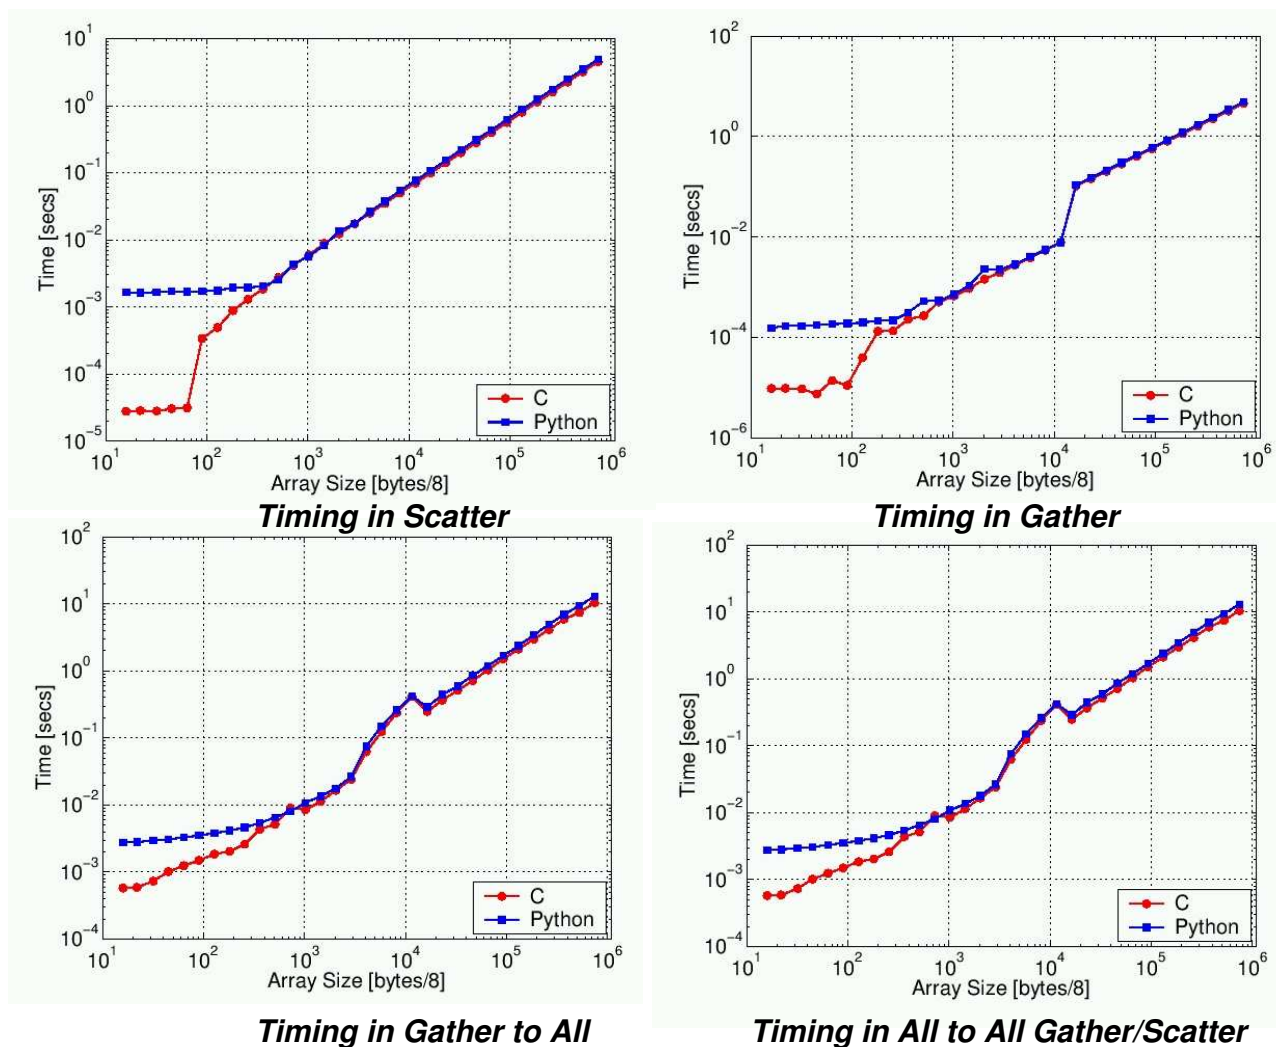 10^1
10^0
10^-1
10^-2
10^-3
10^-4
10^-5
Time [secs]
C
Python
10^1 10^2 10^3 10^4 10^5 10^6
Array Size [bytes/8]
Timing in Scatter
10^2
10^0
10^-2
10^-4
10^-6
Time [secs]
C
Python
10^1 10^2 10^3 10^4 10^5 10^6
Array Size [bytes/8]
Timing in Gather
10^2
10^1
10^0
10^-1
10^-2
10^-3
10^-4
Time [secs]
C
Python
10^1 10^2 10^3 10^4 10^5 10^6
Array Size [bytes/8]
Timing in Gather to All
10^2
10^1
10^0
10^-1
10^-2
10^-3
10^-4
Time [secs]
C
Python
10^1 10^2 10^3 10^4 10^5 10^6
Array Size [bytes/8]
Timing in All to All Gather/Scatter